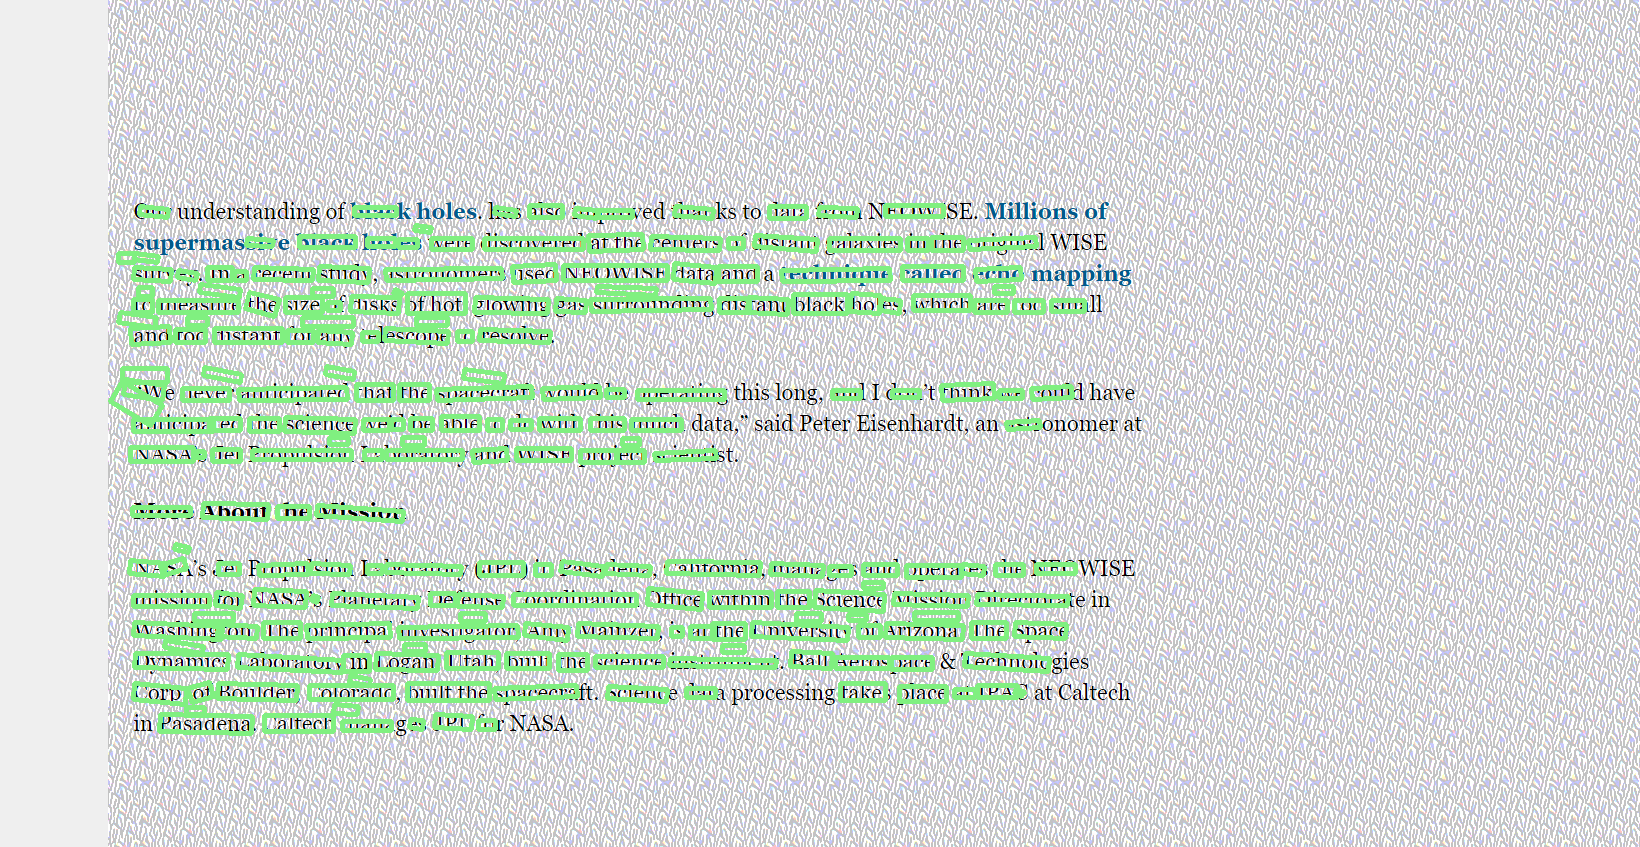 Our understanding of black holes. has also improved thanks to data from NEOWISE. Millions of
supermassive black holes were discovered at the centers of distant galaxies in the original WISE
survey. In a recent study, astronomers used NEOWISE data and a technique called echo mapping
to measure the size of disks of hot, glowing gas surrounding distant black holes, which are too small
and too distant for any telescope to resolve.
“We never anticipated that the spacecraft would be operating this long, and I don’t think we could have
anticipated the science we’d be able to do with this much data,” said Peter Eisenhardt, an astronomer at
NASA’s Jet Propulsion Laboratory and WISE project scientist.
More About the Mission
NASA’s Jet Propulsion Laboratory (JPL) in Pasadena, California, manages and operates the NEOWISE
mission for NASA’s Planetary Defense Coordination Office within the Science Mission Directorate in
Washington. The principal investigator, Amy Mainzer, is at the University of Arizona. The Space
Dynamics Laboratory in Logan, Utah, built the science instrument. Ball Aerospace & Technologies
Corp. of Boulder, Colorado, built the spacecraft. Science data processing takes place at IPAC at Caltech
in Pasadena. Caltech manages JPL for NASA.